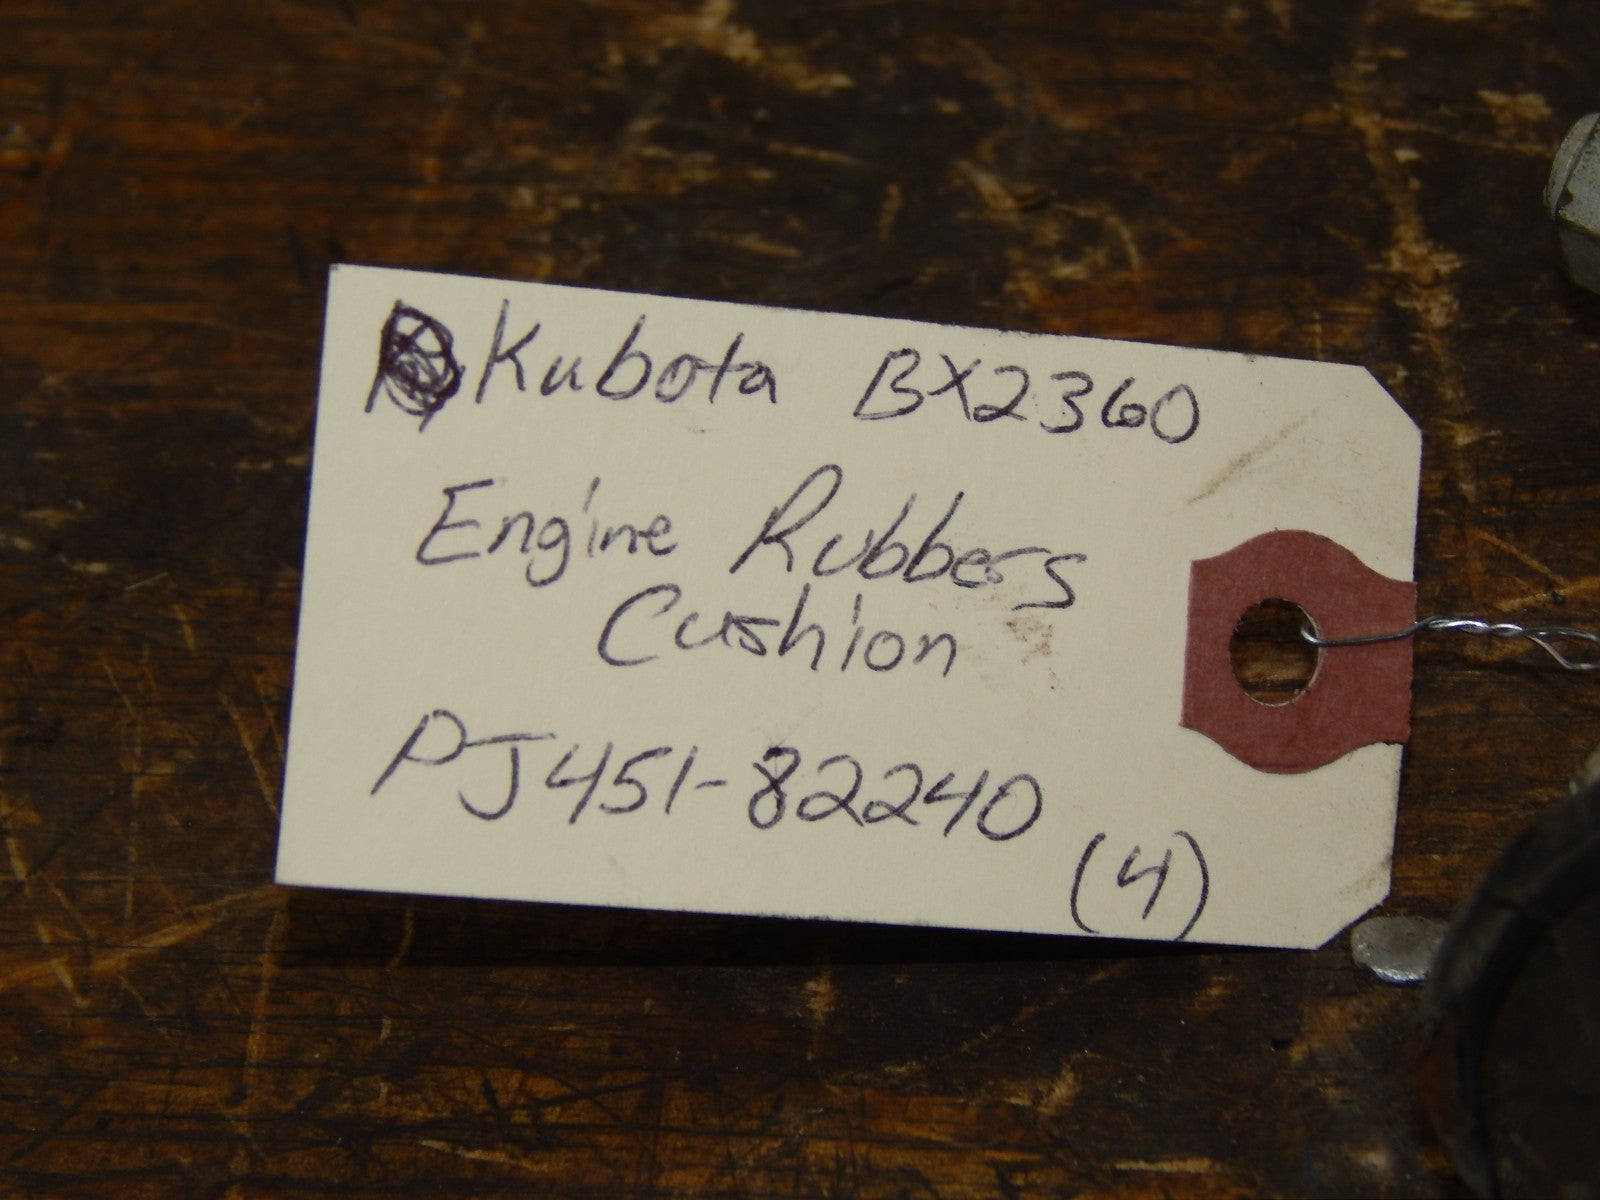 Kubota BX2360
Engine Rubbers
Cushion
PJ451-82240
(4)